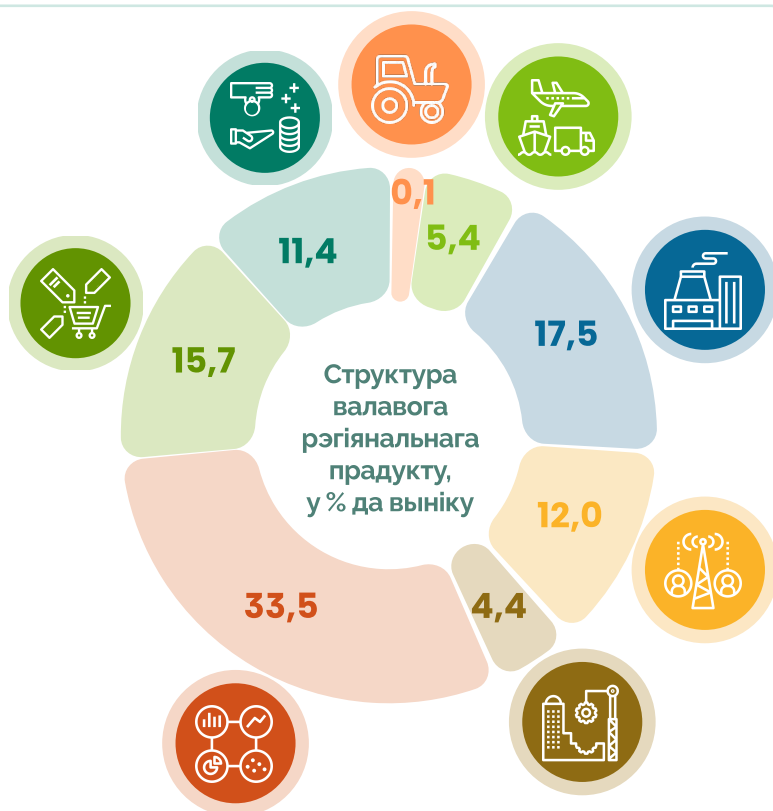 0,1
5,4
11,4
17,5
15,7
Структура
валавога
рэгіянальнага
прадукту,
у % да выніку
12,0
33,5
4,4